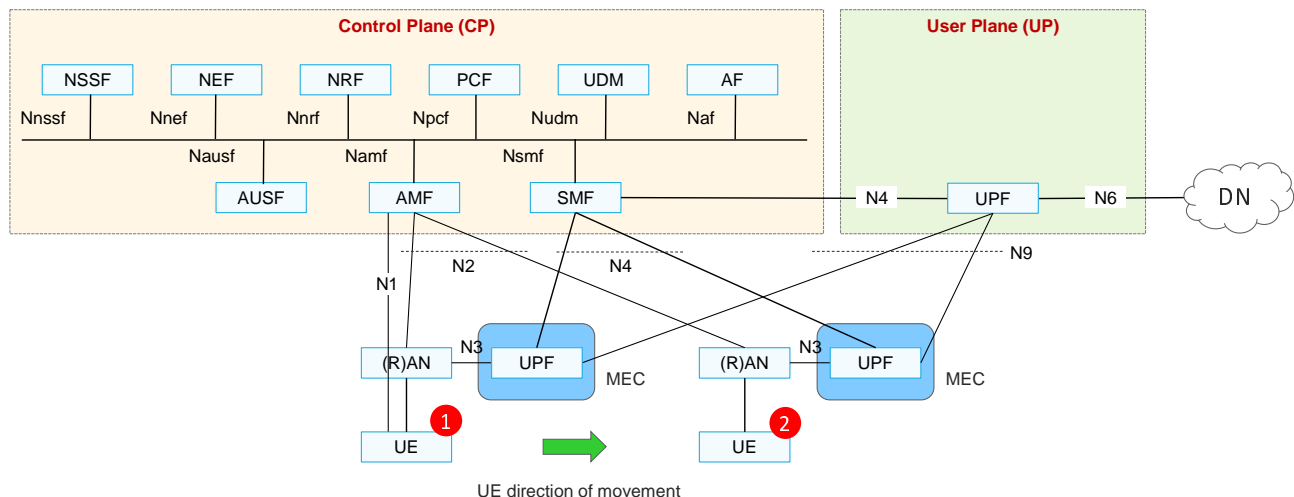 Control Plane (CP)
User Plane (UP)
NSSF
NEF
NRF
PCF
UDM
AF
Nnssf
Nnef
Nnrf
Npcf
Nudm
Naf
Nausf
Namf
Nsmf
AUSF
AMF
SMF
N4
UPF
N6
DN
N1
N2
N4
N9
(R)AN
N3
UPF
MEC
(R)AN
N3
UPF
MEC
1
UE
2
UE
UE direction of movement